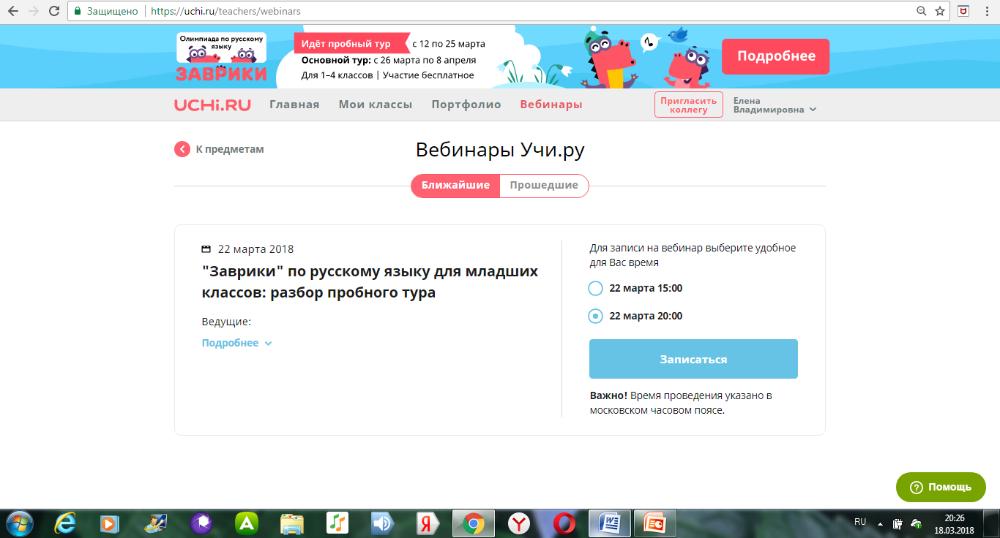 Защищено
https://uchi.ru/teachers/webinars
Олимпиада по русскому
языку
ЗАВРИКИ
Идёт пробный тур с 12 по 25 марта
Основной тур: с 26 марта по 8 апреля
Для 1–4 классов | Участие бесплатное
Подробнее
UCHi.RU
Главная
Мои классы
Портфолио
Вебинары
Пригласить
коллегу
Елена
Владимировна
К предметам
Вебинары Учи.ру
Ближайшие
Прошедшие
22 марта 2018
"Заврики" по русскому языку для младших
классов: разбор пробного тура
Ведущие:
Подробнее
Для записи на вебинар выберите удобное
для Вас время
22 марта 15:00
22 марта 20:00
Записаться
Важно! Время проведения указано в
московском часовом поясе.
Помощь
RU
20:26
18.03.2018